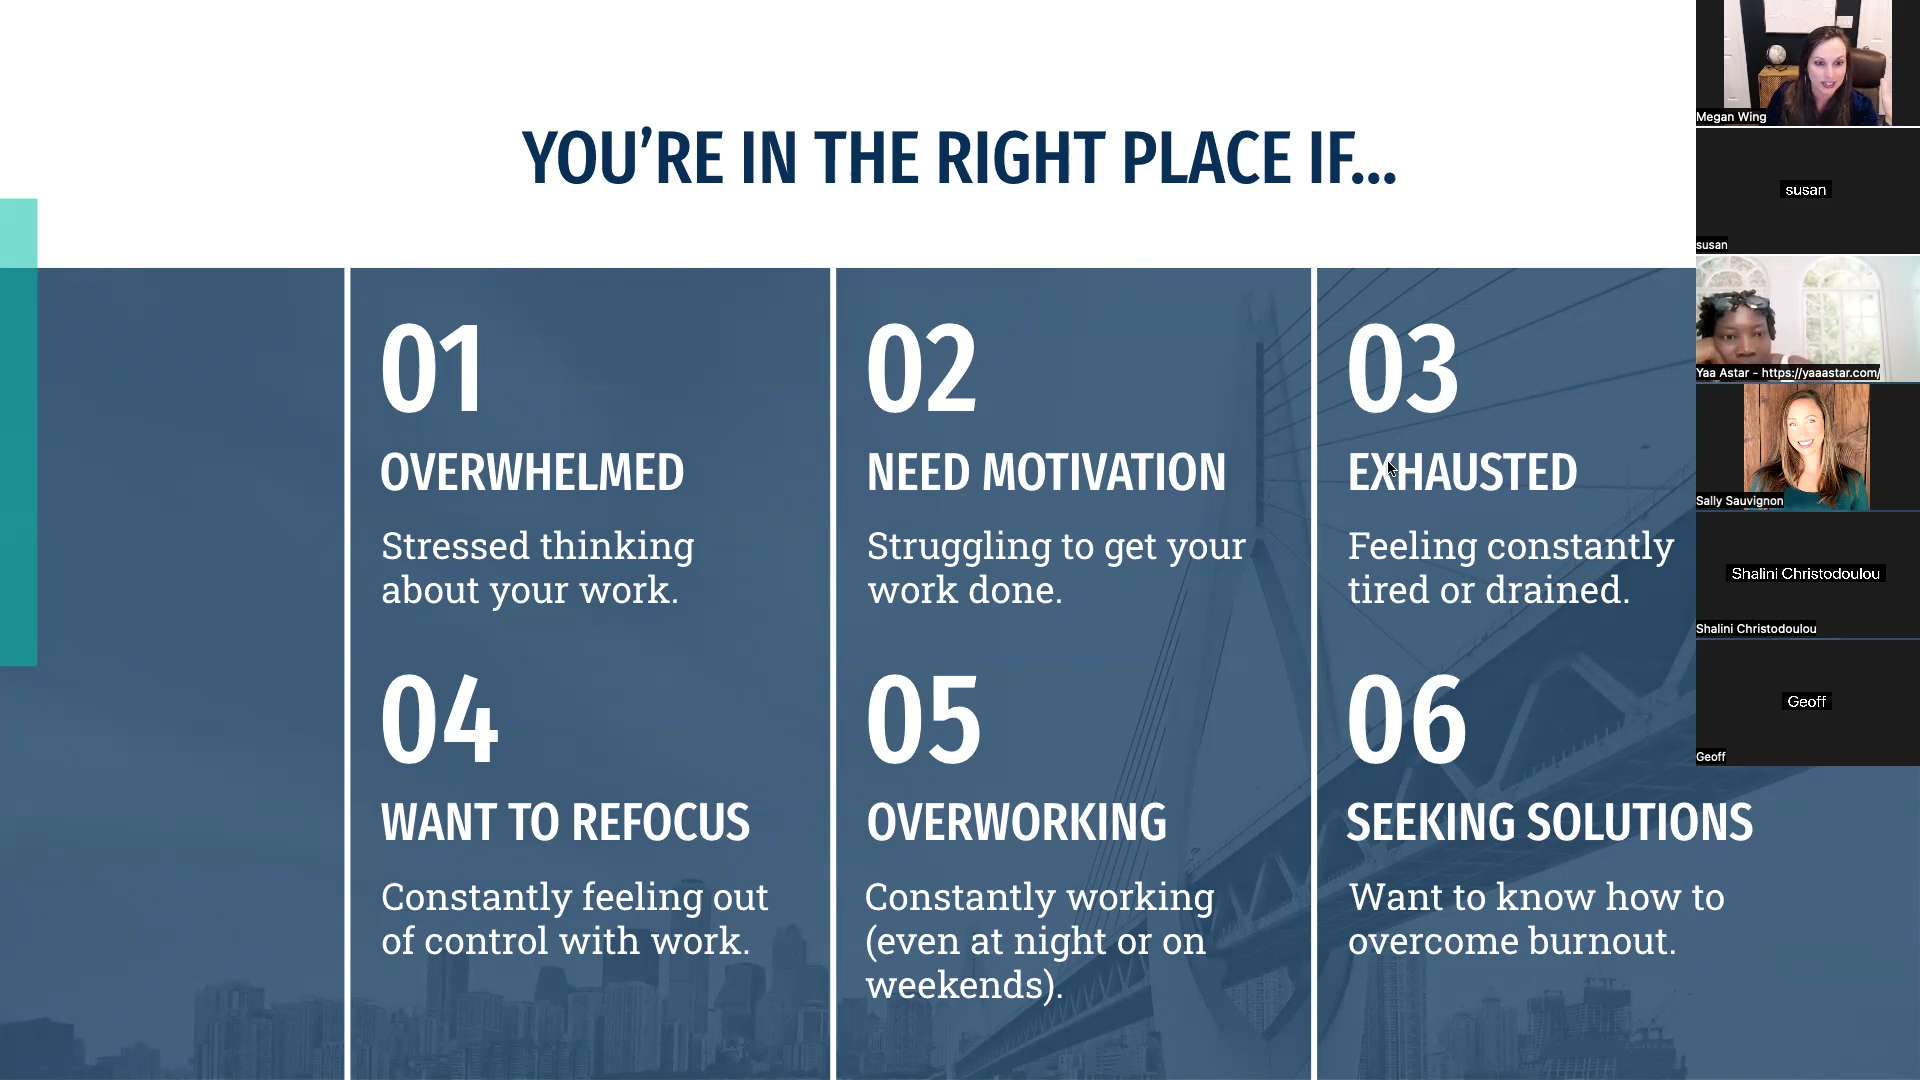 YOU’RE IN THE RIGHT PLACE IF...
01
OVERWHELMED
Stressed thinking
about your work.
02
NEED MOTIVATION
Struggling to get your
work done.
03
EXHAUSTED
Feeling constantly
tired or drained.
04
WANT TO REFOCUS
Constantly feeling out
of control with work.
05
OVERWORKING
Constantly working
(even at night or on
weekends).
06
SEEKING SOLUTIONS
Want to know how to
overcome burnout.
Megan Wing
susan
susan
Yaa Astar - https://yaaastar.com/
Sally Sauvignon
Shalini Christodoulou
Shalini Christodoulou
Geoff
Geoff